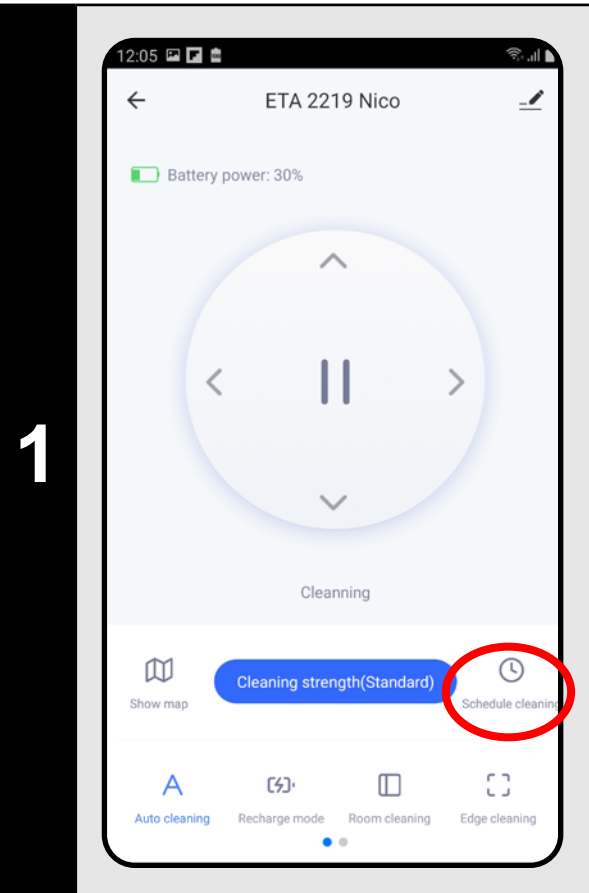 12:05
ETA 2219 Nico
Battery power: 30%
1
Cleanning
Cleaning strength(Standard)
Show map
Schedule cleaning
A
Auto cleaning
Recharge mode
Room cleaning
Edge cleaning